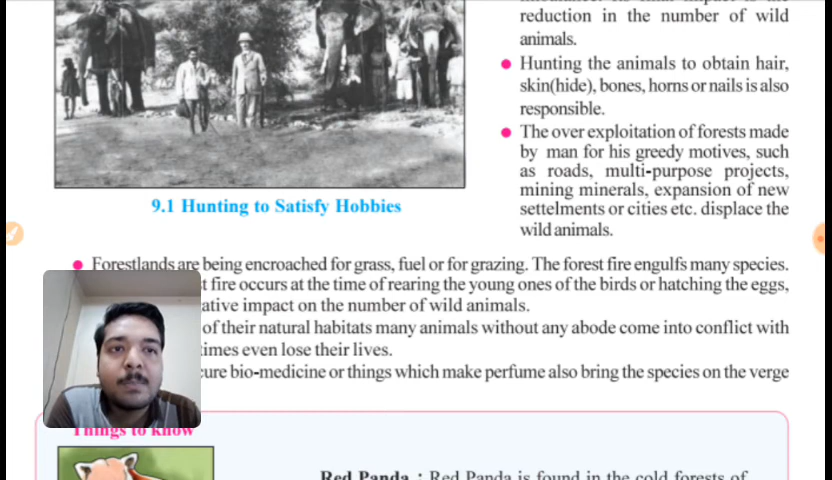 reduction in the number of wild
animals.
Hunting the animals to obtain hair,
skin(hide), bones, horns or nails is also
responsible.
The over exploitation of forests made
by man for his greedy motives, such
as roads, multi-purpose projects,
mining minerals, expansion of new
settelments or cities etc. displace the
wild animals.
9.1 Hunting to Satisfy Hobbies
Forestlands are being encroached for grass, fuel or for grazing. The forest fire engulfs many species.
fire occurs at the time of rearing the young ones of the birds or hatching the eggs,
ative impact on the number of wild animals.
of their natural habitats many animals without any abode come into conflict with
times even lose their lives.
cure bio-medicine or things which make perfume also bring the species on the verge
Things to know
Red Panda : Red Panda is found in the cold forests of